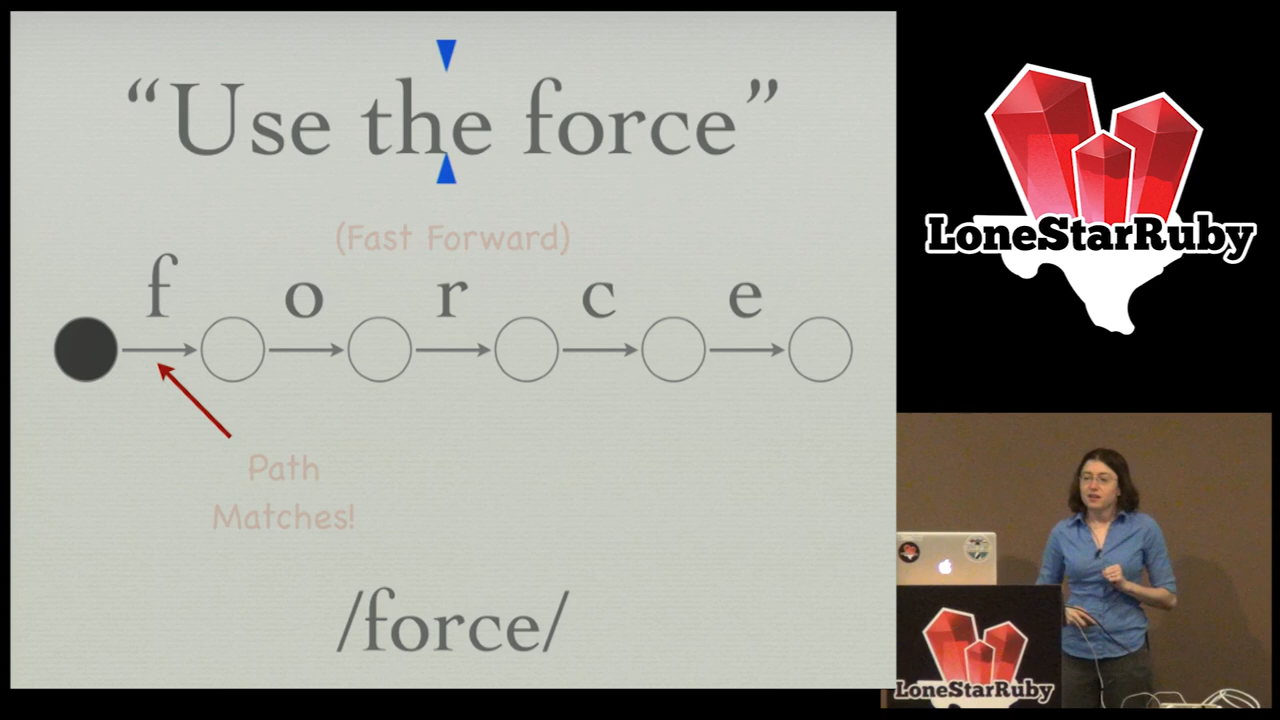 “Use the force”
(Fast Forward)
f o r c e
Path
Matches!
/force/
LoneStarRuby
LoneStarRuby